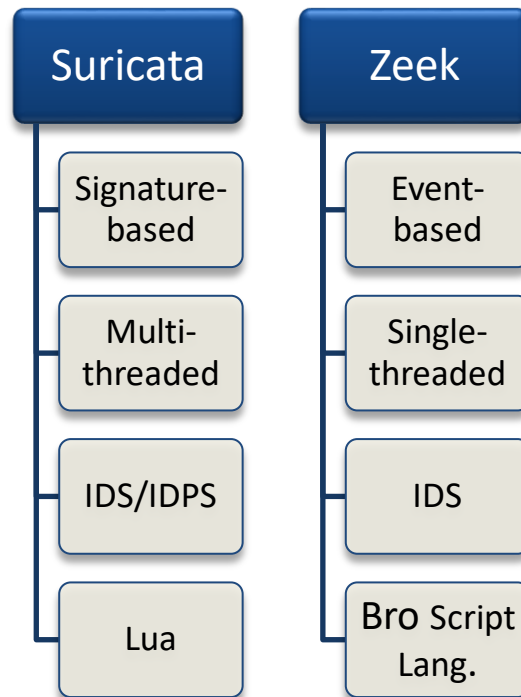 Suricata
Signature-
based
Multi-
threaded
IDS/IDPS
Lua
Zeek
Event-
based
Single-
threaded
IDS
Bro Script
Lang.